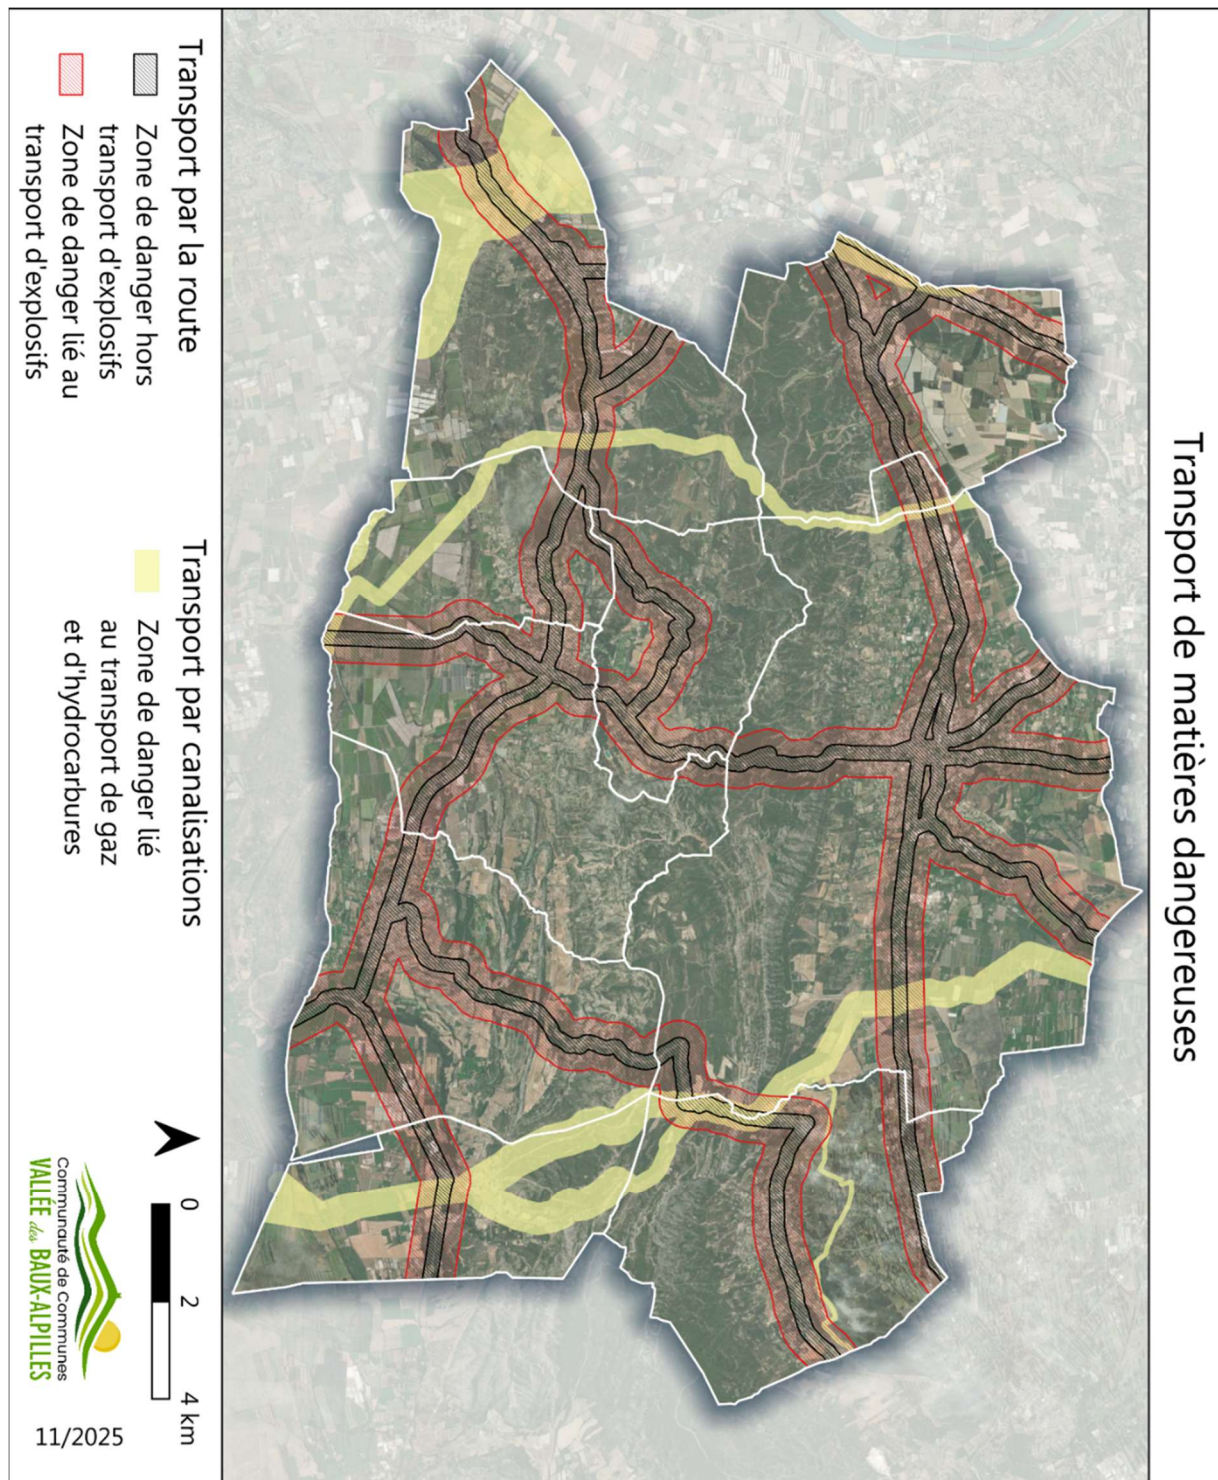 Transport de matières dangereuses
Transport par la route
Zone de danger hors
transport d'explosifs
Zone de danger lié au
transport d'explosifs
Transport par canalisations
Zone de danger lié
au transport de gaz
et d'hydrocarbures
0 2 4 km
Communauté de Communes
VALLÉE des BAUX-ALPILLES
11/2025